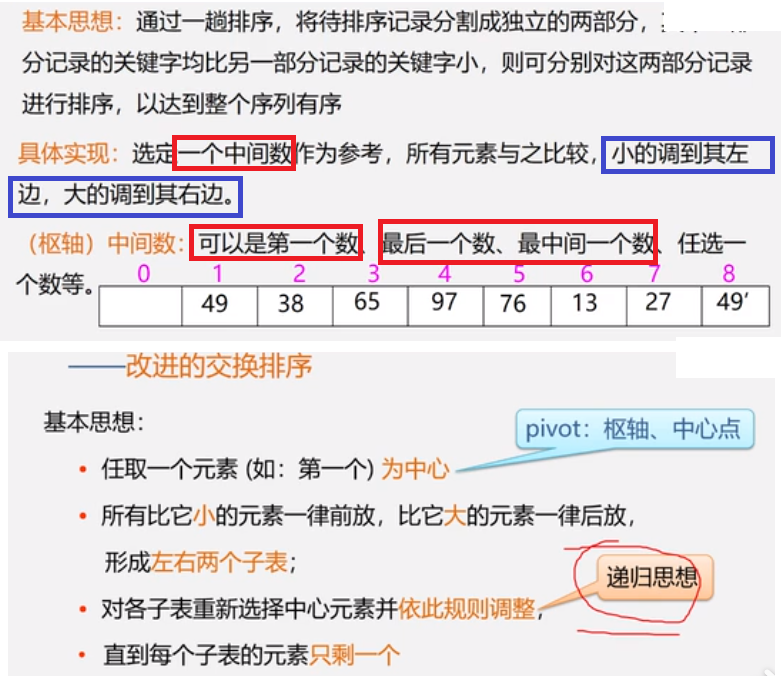 基本思想：通过一趟排序，将待排序记录分割成独立的两部分，
分记录的关键字均比另一部分记录的关键字小，则可分别对这两部分记录
进行排序，以达到整个序列有序
具体实现：选定一个中间数作为参考，所有元素与之比较，小的调到其左
边，大的调到其右边。
（枢轴）中间数：可以是第一个数、最后一个数、最中间一个数、任选一
个数等。
0 1 2 3 4 5 6 7 8
49 38 65 97 76 13 27 49′
——改进的交换排序
基本思想：
pivot：枢轴、中心点
• 任取一个元素 (如：第一个) 为中心
• 所有比它小的元素一律前放，比它大的元素一律后放，
形成左右两个子表；
递归思想
• 对各子表重新选择中心元素并依此规则调整，
• 直到每个子表的元素只剩一个